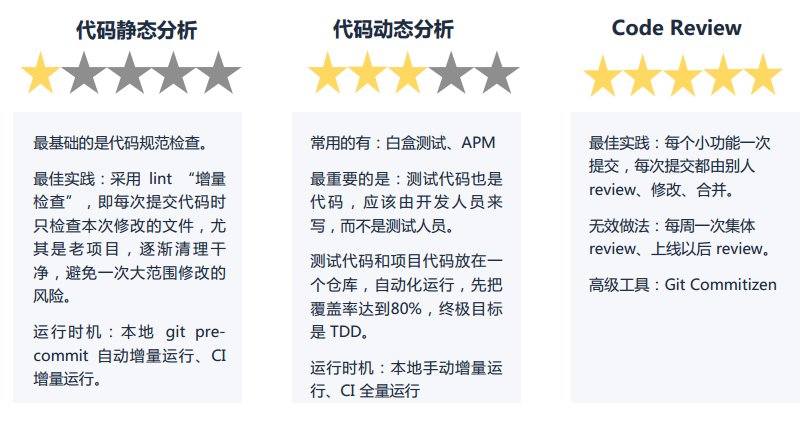 代码静态分析
最基础的是代码规范检查。
最佳实践：采用 lint “增量
检查”，即每次提交代码时
只检查本次修改的文件，尤
其是老项目，逐渐清理干
净，避免一次大范围修改的
风险。
运行时机：本地 git pre-
commit 自动增量运行、CI
增量运行。
代码动态分析
常用的有：白盒测试、APM
最重要的是：测试代码也是
代码，应该由开发人员来
写，而不是测试人员。
测试代码和项目代码放在一
个仓库，自动化运行，先把
覆盖率达到80%，终极目标
是 TDD。
运行时机：本地手动增量运
行、CI 全量运行
Code Review
最佳实践：每个小功能一次
提交，每次提交都由别人
review、修改、合并。
无效做法：每周一次集体
review、上线以后 review。
高级工具：Git Commitizen